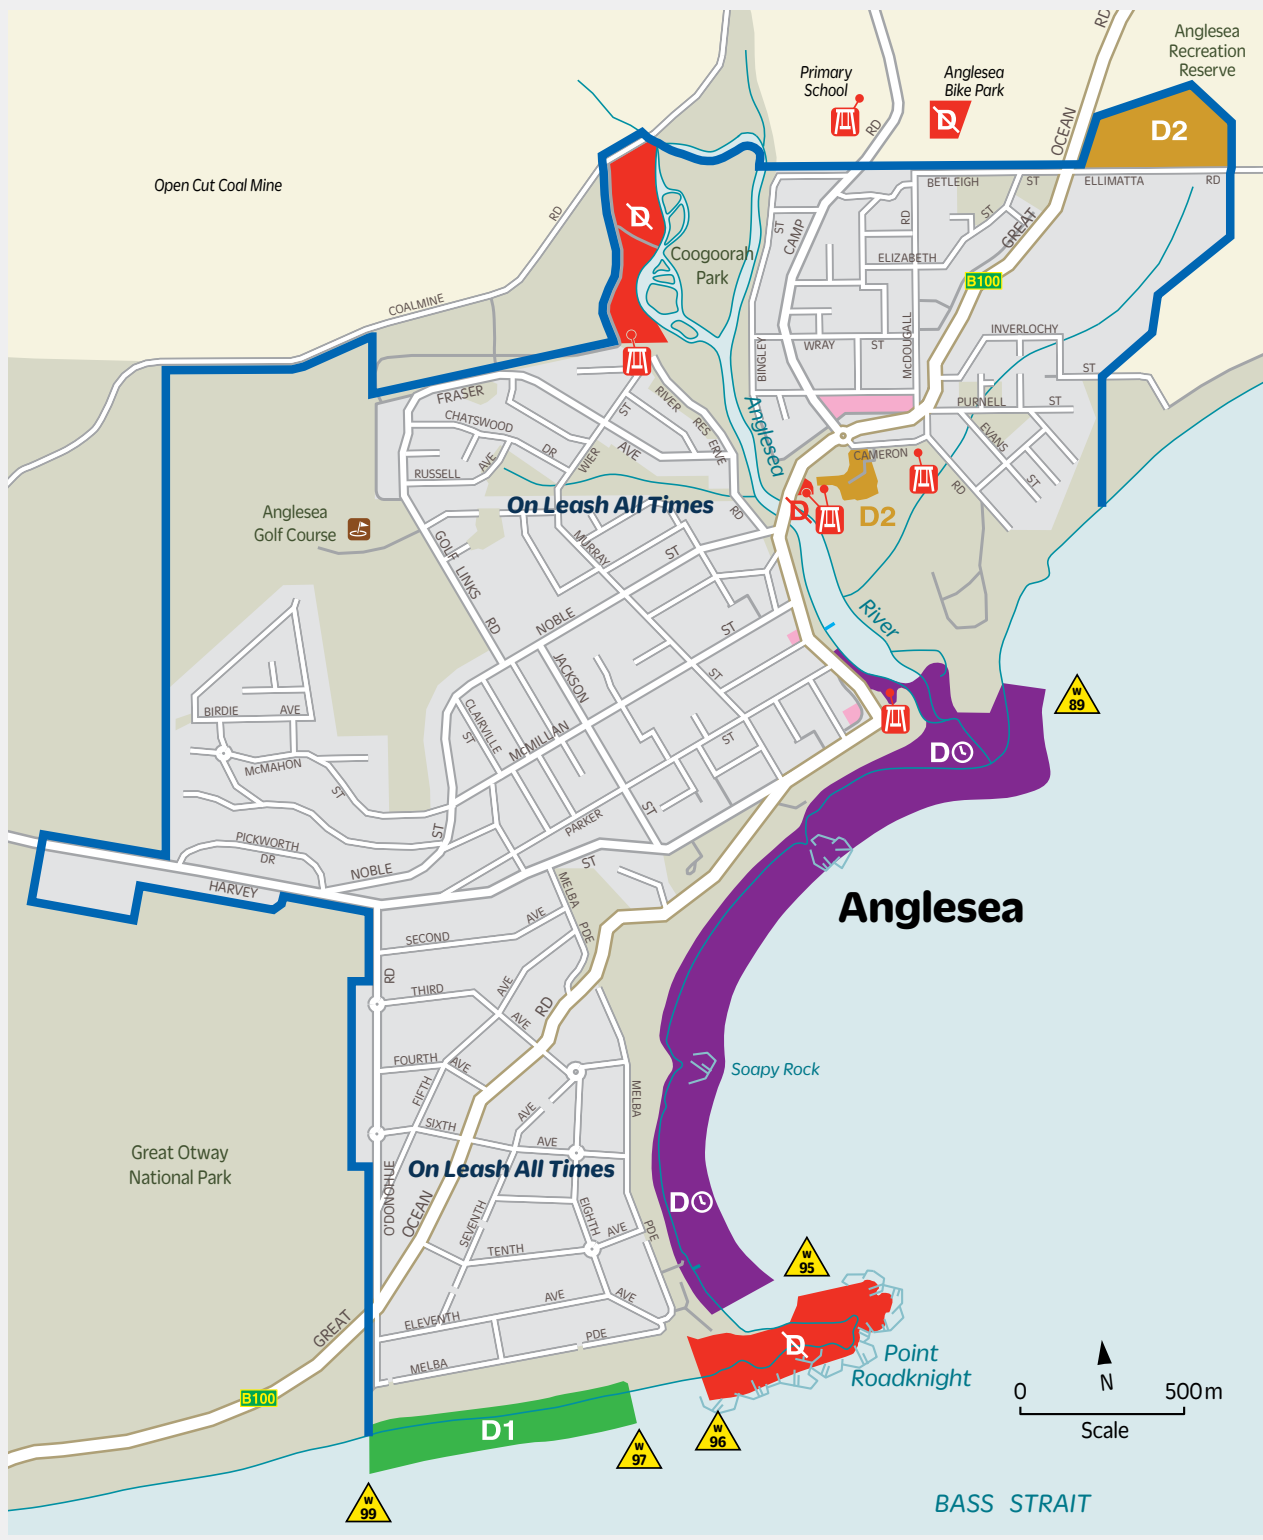 Anglesea
Recreation
Reserve
Primary
School
Anglesea
Bike Park
RD
OCEAN
RD
D
D2
Open Cut Coal Mine
BETLEIGH
ST
ELLIMATTA
RD
RD
D
ST
CAMP
RD
ST
GREAT
Coogoorah
Park
ELIZABETH
B100
COALMINE
INVERLOCHY
BINGLEY
WRAY
ST
McDOUGALL
ST
FRASER
RIVER
RES ERVE
RD
ST
PURNELL
ST
CHATSWOOD
DR
AVE
Anglesea
EVANS
ST
RUSSELL
AVE
WIER
CAMERON
RD
On Leash All Times
D
D2
Anglesea
Golf Course
GOLF LINKS
RD
MURRAY
ST
NOBLE
ST
River
JACKSON
ST
W
89
BIRDIE
AVE
CLAIRVILLE
ST
McMILLAN
ST
D
McMAHON
ST
ST
PARKER
ST
ST
PICKWORTH
DR
NOBLE
HARVEY
MELBA
PDE
Anglesea
SECOND
AVE
RD
THIRD
AVE
AVE
RD
FOURTH
AVE
Soapy Rock
FIFTH
AVE
MELBA
SIXTH
AVE
Great Otway
National Park
On Leash All Times
O'DONOHUE
OCEAN
SEVENTH
EIGHTH
AVE
PDE
D
TENTH
W
95
ELEVENTH
AVE
AVE
GREAT
PDE
MELBA
D
Point
Roadknight
N
0
500m
Scale
B100
D1
W
96
W
97
W
99
BASS STRAIT